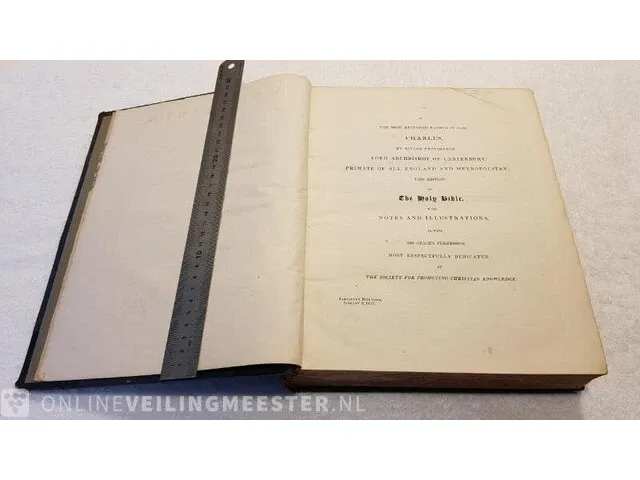 TO
THE MOST REVEREND FATHER IN GOD,
CHARLES,
BY DIVINE PROVIDENCE
LORD ARCHBISHOP OF CANTERBURY,
PRIMATE OF ALL ENGLAND AND METROPOLITAN;
THIS EDITION
OF
The Holy Bible,
WITH
NOTES AND ILLUSTRATIONS,
IS, WITH
HIS GRACE'S PERMISSION,
MOST RESPECTFULLY DEDICATED
BY
THE SOCIETY FOR PROMOTING CHRISTIAN KNOWLEDGE.
BARTLETT'S BUILDINGS,
ONLINEVEILINGMEESTER.NL